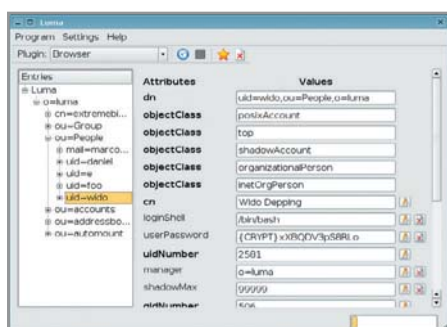 Luma
Program Settings Help
Plugin: Browser
Entries
Luma
o=luma
cn=extremebi...
ou=Group
ou=People
mail=marco...
uid=daniel
uid=e
uid=foo
uid=wido
ou=accounts
ou=addressbo...
ou=automount
Attributes Values
dn uid=wido,ou=People,o=luma
objectClass posixAccount
objectClass top
objectClass shadowAccount
objectClass organizationalPerson
objectClass inetOrgPerson
cn Wido Depping
loginShell /bin/bash
userPassword {CRYPT}xXBQDV3pS8RLo
uidNumber 2501
manager o=luma
shadowMax 99999
gidNumber 506